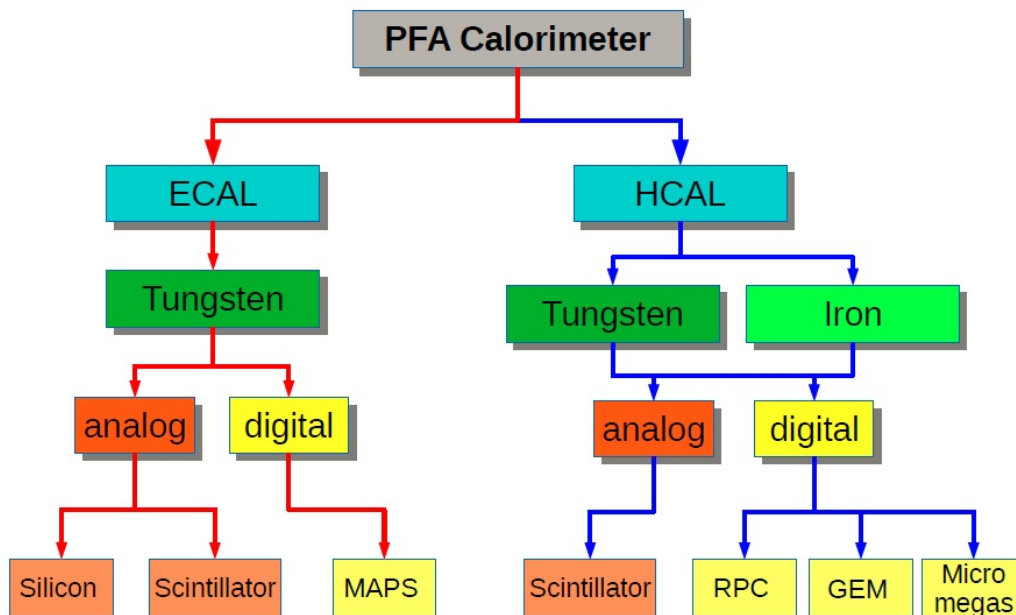 PFA Calorimeter
ECAL
HCAL
Tungsten
Tungsten
Iron
analog
digital
analog
digital
Silicon
Scintillator
MAPS
Scintillator
RPC
GEM
Micro
megas